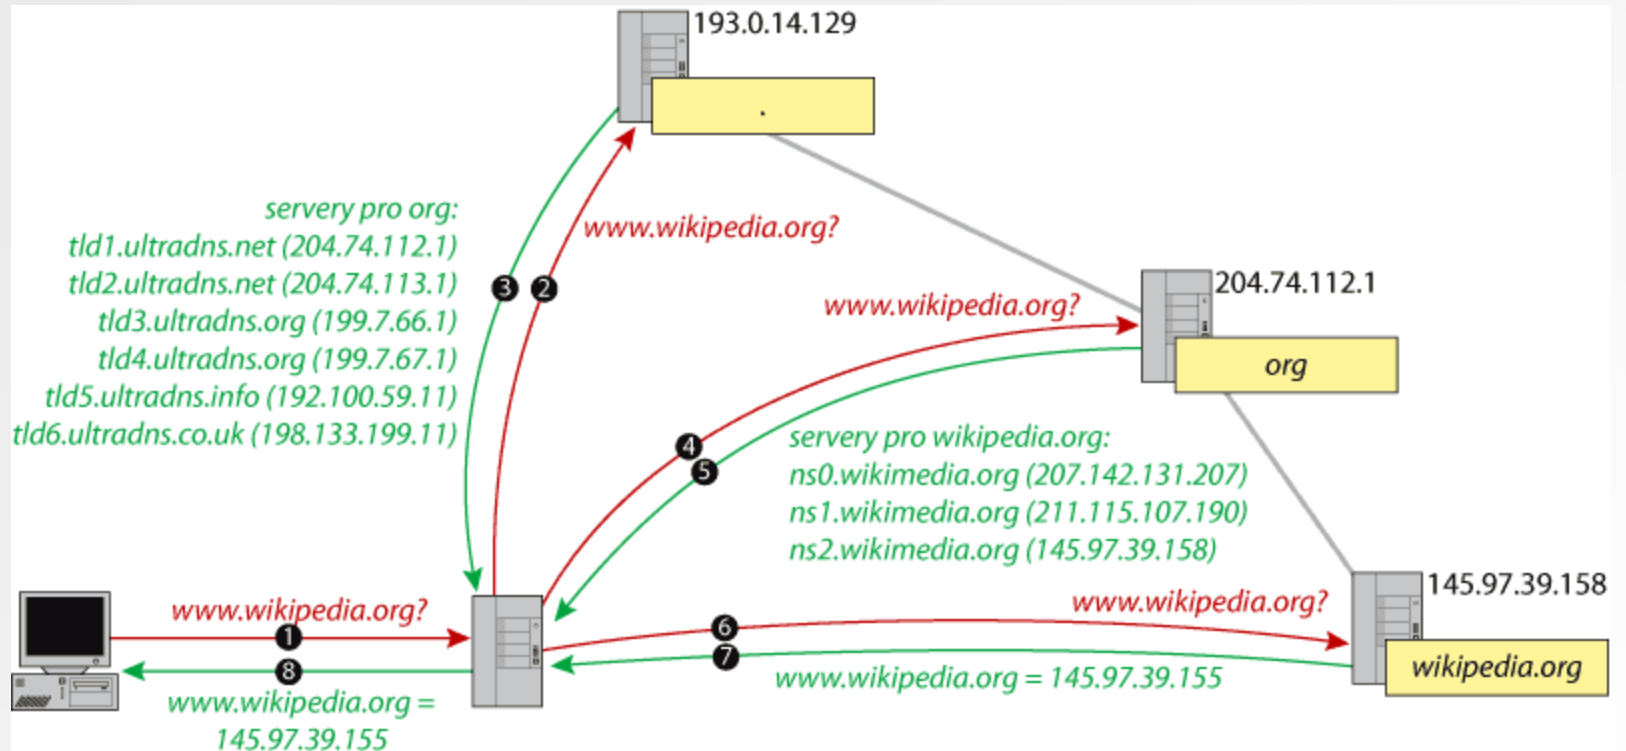 193.0.14.129
.
servery pro org:
tld1.ultradns.net (204.74.112.1)
tld2.ultradns.net (204.74.113.1)
tld3.ultradns.org (199.7.66.1)
tld4.ultradns.org (199.7.67.1)
tld5.ultradns.info (192.100.59.11)
tld6.ultradns.co.uk (198.133.199.11)
www.wikipedia.org?
3
2
www.wikipedia.org?
204.74.112.1
org
4
5
servery pro wikipedia.org:
ns0.wikimedia.org (207.142.131.207)
ns1.wikimedia.org (211.115.107.190)
ns2.wikimedia.org (145.97.39.158)
www.wikipedia.org?
1
8
www.wikipedia.org =
145.97.39.155
6
www.wikipedia.org?
7
www.wikipedia.org = 145.97.39.155
145.97.39.158
wikipedia.org